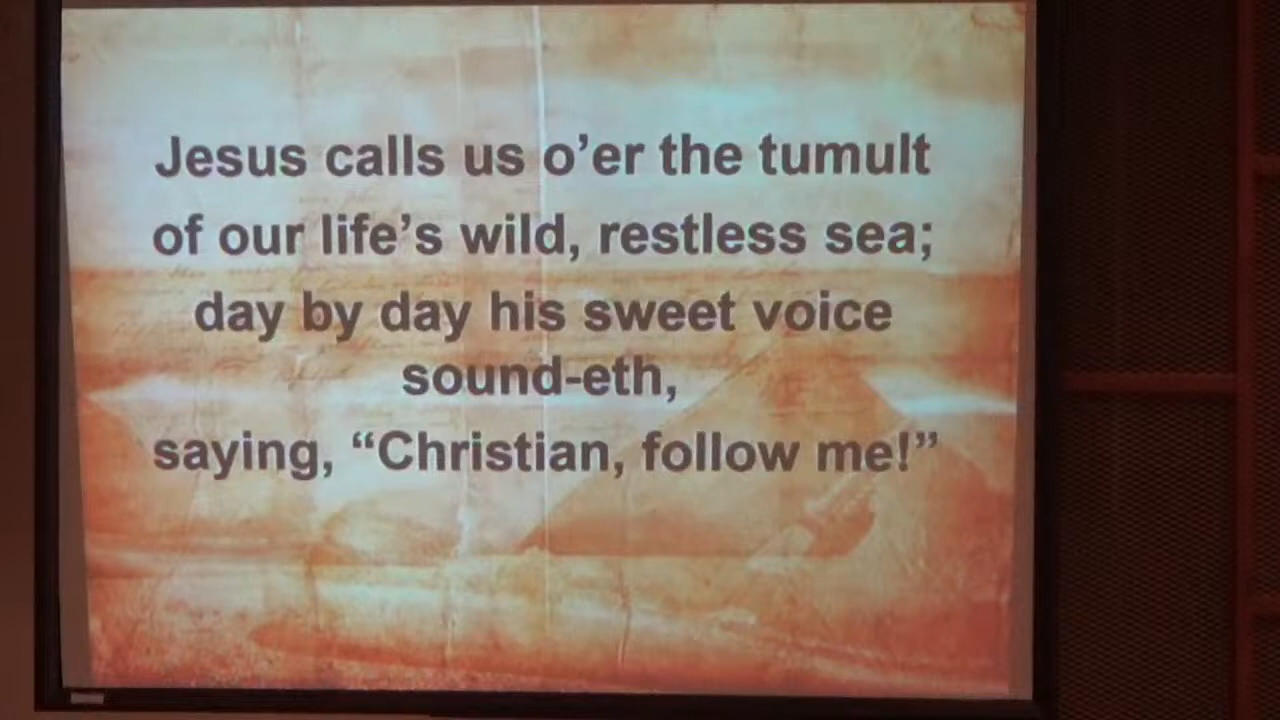 Jesus calls us o’er the tumult
of our life’s wild, restless sea;
day by day his sweet voice
sound-eth,
saying, “Christian, follow me!”